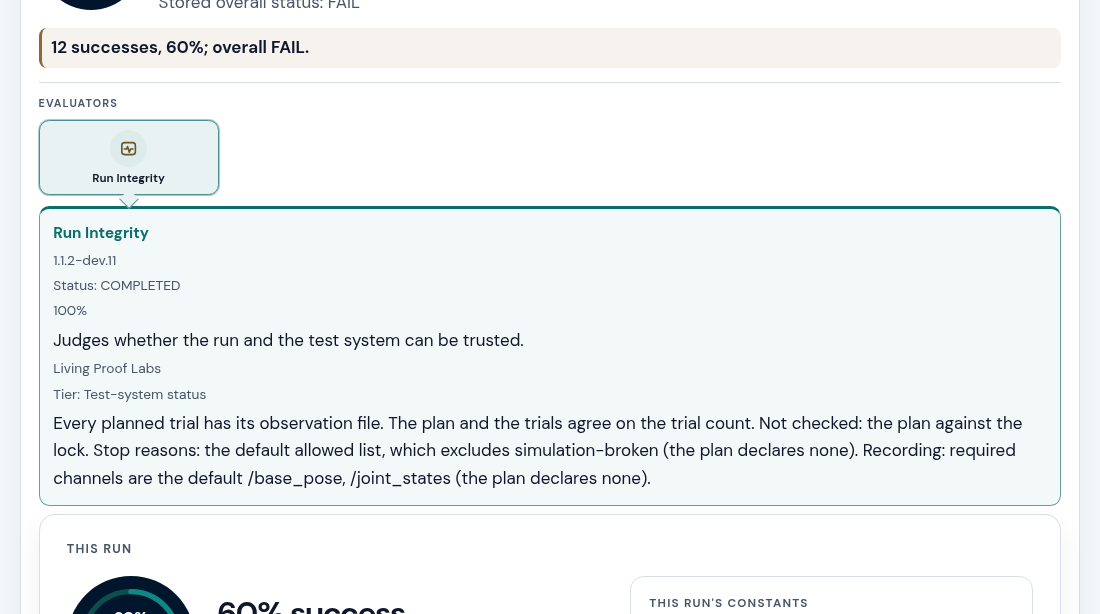 Stored overall status: FAIL
12 successes, 60%; overall FAIL.
EVALUATORS
Run Integrity
Run Integrity
1.1.2-dev.11
Status: COMPLETED
100%
Judges whether the run and the test system can be trusted.
Living Proof Labs
Tier: Test-system status
Every planned trial has its observation file. The plan and the trials agree on the trial count. Not checked: the plan against the
lock. Stop reasons: the default allowed list, which excludes simulation-broken (the plan declares none). Recording: required
channels are the default /base_pose, /joint_states (the plan declares none).
THIS RUN
60% success
THIS RUN'S CONSTANTS